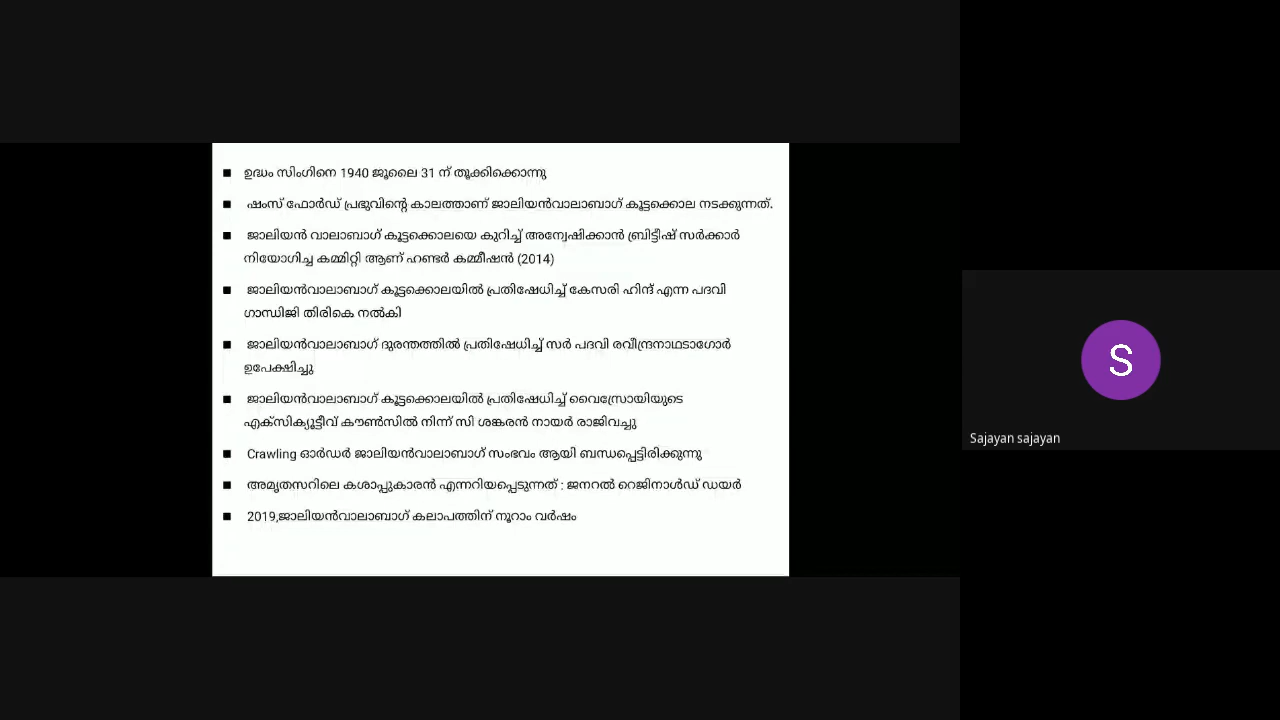 ■ ഉദ്ധം സിംഗിനെ 1940 ജൂലൈ 31 ന് തൂക്കിക്കൊന്നു
■ ഷംസ് ഫോർഡ് പ്രഭുവിന്റെ കാലത്താണ് ജാലിയൻവാലാബാഗ് കൂട്ടക്കൊല നടക്കുന്നത്.
■ ജാലിയൻ വാലാബാഗ് കൂട്ടക്കൊലയെ കുറിച്ച് അന്വേഷിക്കാൻ ബ്രിട്ടീഷ് സർക്കാർ
നിയോഗിച്ച കമ്മിറ്റി ആണ് ഹണ്ടർ കമ്മീഷൻ (2014)
■ ജാലിയൻവാലാബാഗ് കൂട്ടക്കൊലയിൽ പ്രതിഷേധിച്ച് കേസരി ഹിന്ദ് എന്ന പദവി
ഗാന്ധിജി തിരികെ നൽകി
■ ജാലിയൻവാലാബാഗ് ദുരന്തത്തിൽ പ്രതിഷേധിച്ച് സർ പദവി രവീന്ദ്രനാഥടാഗോർ
ഉപേക്ഷിച്ചു
■ ജാലിയൻവാലാബാഗ് കൂട്ടക്കൊലയിൽ പ്രതിഷേധിച്ച് വൈസ്രോയിയുടെ
എക്സിക്യൂട്ടീവ് കൗൺസിൽ നിന്ന് സി ശങ്കരൻ നായർ രാജിവച്ചു
■ Crawling ഓർഡർ ജാലിയൻവാലാബാഗ് സംഭവം ആയി ബന്ധപ്പെട്ടിരിക്കുന്നു
■ അമൃതസറിലെ കശാപ്പുകാരൻ എന്നറിയപ്പെടുന്നത് : ജനറൽ റെജിനാൾഡ് ഡയർ
■ 2019,ജാലിയൻവാലാബാഗ് കലാപത്തിന് നൂറാം വർഷം
S
Sajayan sajayan